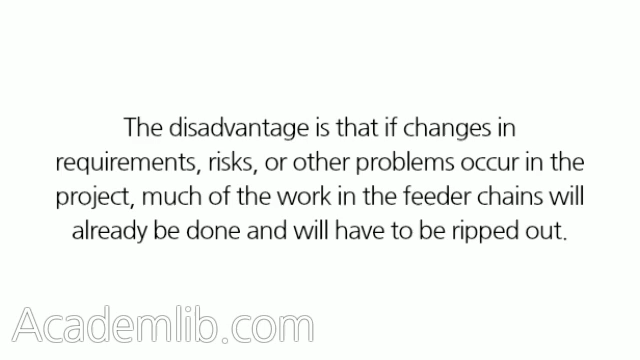 The disadvantage is that if changes in
requirements, risks, or other problems occur in the
project, much of the work in the feeder chains will
already be done and will have to be ripped out.
Academlib.com